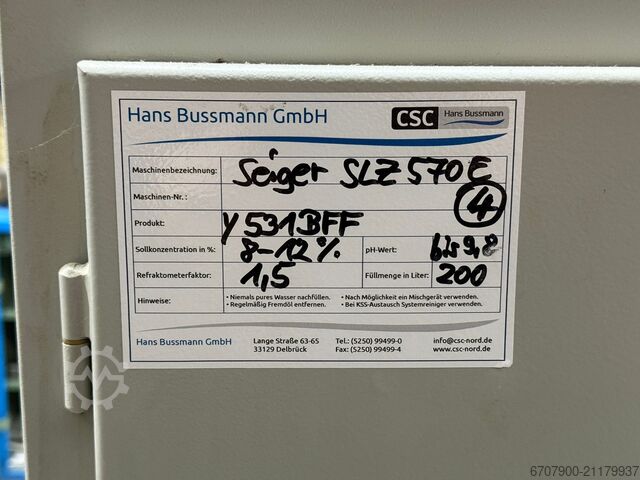 Hans Bussmann GmbH
CSC Hans Bussmann
Maschinenbezeichnung: Seiger SLZ 570 E
Maschinen-Nr.: 4
Produkt: Y531BFF
Sollkonzentration in %: 8-12% pH-Wert: bis 9,8
Refraktometerfaktor: 1,5 Füllmenge in Liter: 200
Hinweise: • Niemals pures Wasser nachfüllen. • Nach Möglichkeit ein Mischgerät verwenden.
• Regelmäßig Fremdöl entfernen. • Bei KSS-Austausch Systemreiniger verwenden.
Hans Bussmann GmbH Lange Straße 63-65 Tel.: (5250) 99499-0 info@csc-nord.de
33129 Delbrück Fax: (5250) 99499-4 www.csc-nord.de
6707900-21179937